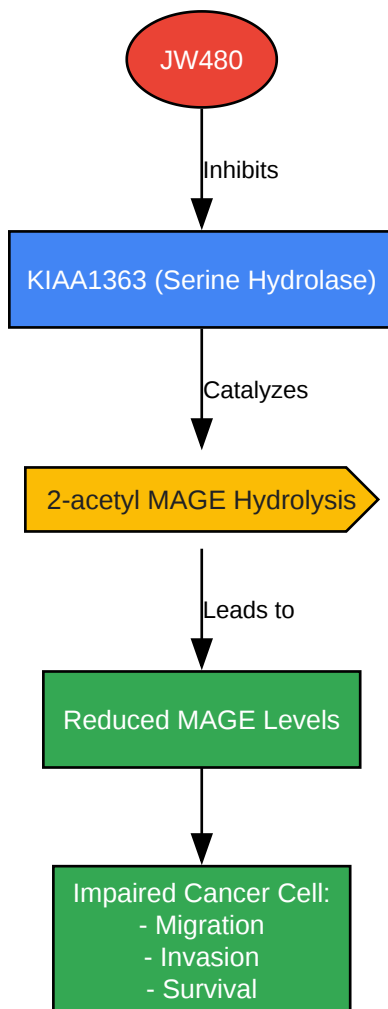 JW480
Inhibits
KIAA1363 (Serine Hydrolase)
Catalyzes
2-acetyl MAGE Hydrolysis
Leads to
Reduced MAGE Levels
Impaired Cancer Cell:
- Migration
- Invasion
- Survival